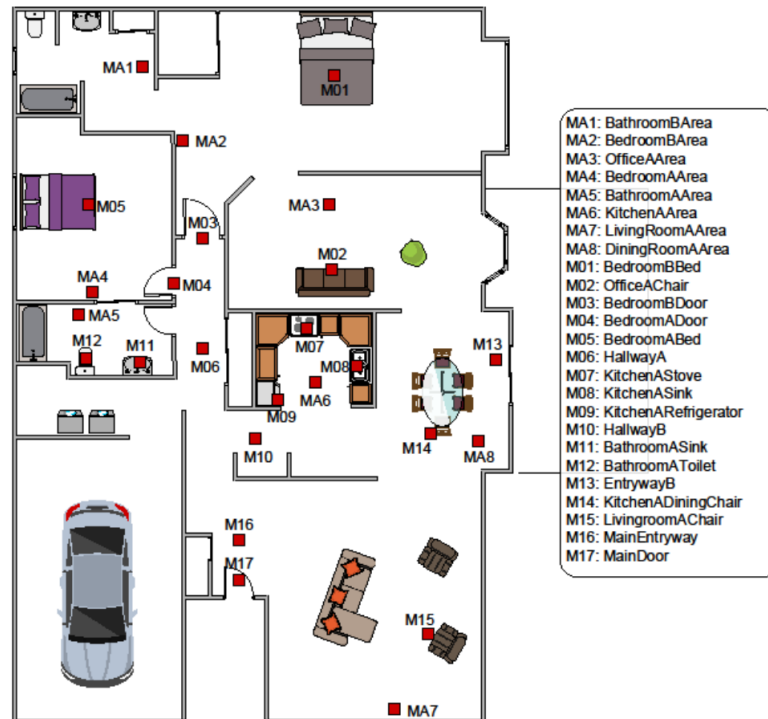 MA1
M01
MA2
M05
MA3
M03
M02
M04
MA4
MA5
M12
M11
M06
M07
M08
M13
MA6
M09
M10
M14
MA8
M16
M17
M15
MA7
MA1: BathroomBArea
MA2: BedroomBArea
MA3: OfficeAArea
MA4: BedroomAArea
MA5: BathroomAArea
MA6: KitchenAArea
MA7: LivingRoomAArea
MA8: DiningRoomAArea
M01: BedroomBBed
M02: OfficeAChair
M03: BedroomBDoor
M04: BedroomADoor
M05: BedroomABed
M06: HallwayA
M07: KitchenAStove
M08: KitchenASink
M09: KitchenARefrigerator
M10: HallwayB
M11: BathroomASink
M12: BathroomAToilet
M13: EntrywayB
M14: KitchenADiningChair
M15: LivingroomAChair
M16: MainEntryway
M17: MainDoor